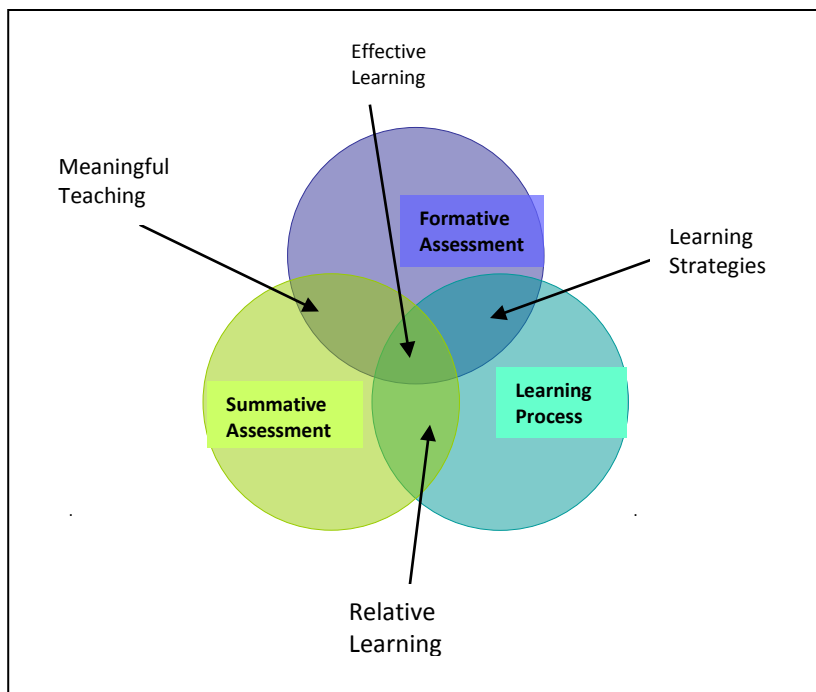 Effective
Learning
Meaningful
Teaching
Formative
Assessment
Learning
Strategies
Summative
Assessment
Learning
Process
Relative
Learning